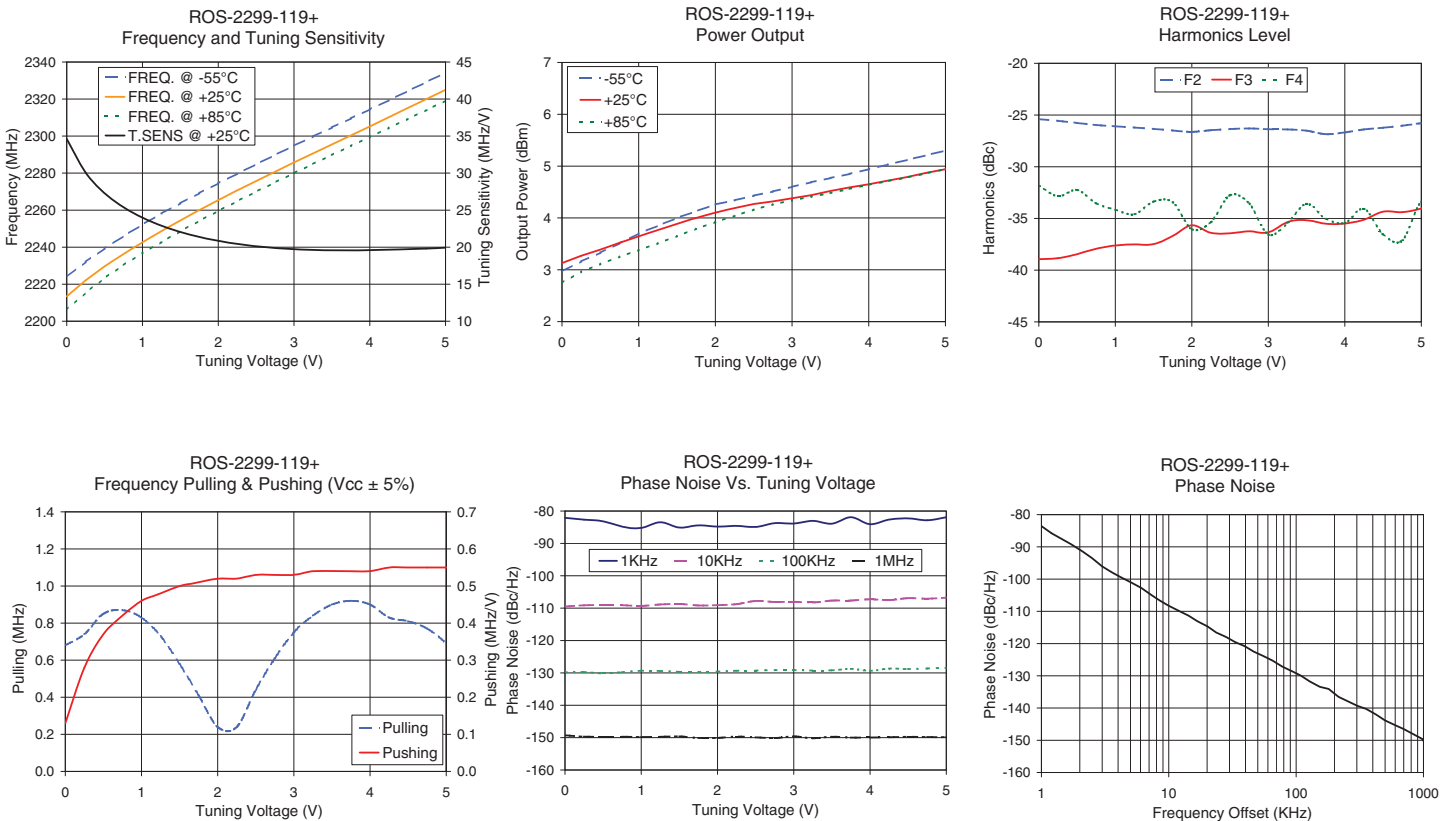 ROS-2299-119+
Frequency and Tuning Sensitivity
2340
2320
2300
2280
2260
2240
2220
2200
45
40
35
30
25
20
15
10
FREQ. @ -55°C
FREQ. @ +25°C
FREQ. @ +85°C
T.SENS @ +25°C
Frequency (MHz)
Tuning Sensitivity (MHz/V)
0 1 2 3 4 5
Tuning Voltage (V)
ROS-2299-119+
Power Output
7
6
5
4
3
2
-55°C
+25°C
+85°C
Output Power (dBm)
0 1 2 3 4 5
Tuning Voltage (V)
ROS-2299-119+
Harmonics Level
-20
-25
-30
-35
-40
-45
F2 F3 F4
Harmonics (dBc)
0 1 2 3 4 5
Tuning Voltage (V)
ROS-2299-119+
Frequency Pulling & Pushing (Vcc ± 5%)
1.4
1.2
1.0
0.8
0.6
0.4
0.2
0.0
0.7
0.6
0.5
0.4
0.3
0.2
0.1
0.0
Pulling
Pushing
Pulling (MHz)
Pushing (MHz/V)
0 1 2 3 4 5
Tuning Voltage (V)
ROS-2299-119+
Phase Noise Vs. Tuning Voltage
-80
-90
-100
-110
-120
-130
-140
-150
-160
1KHz 10KHz 100KHz 1MHz
Phase Noise (dBc/Hz)
0 1 2 3 4 5
Tuning Voltage (V)
ROS-2299-119+
Phase Noise
-80
-90
-100
-110
-120
-130
-140
-150
-160
Phase Noise (dBc/Hz)
1 10 100 1000
Frequency Offset (KHz)